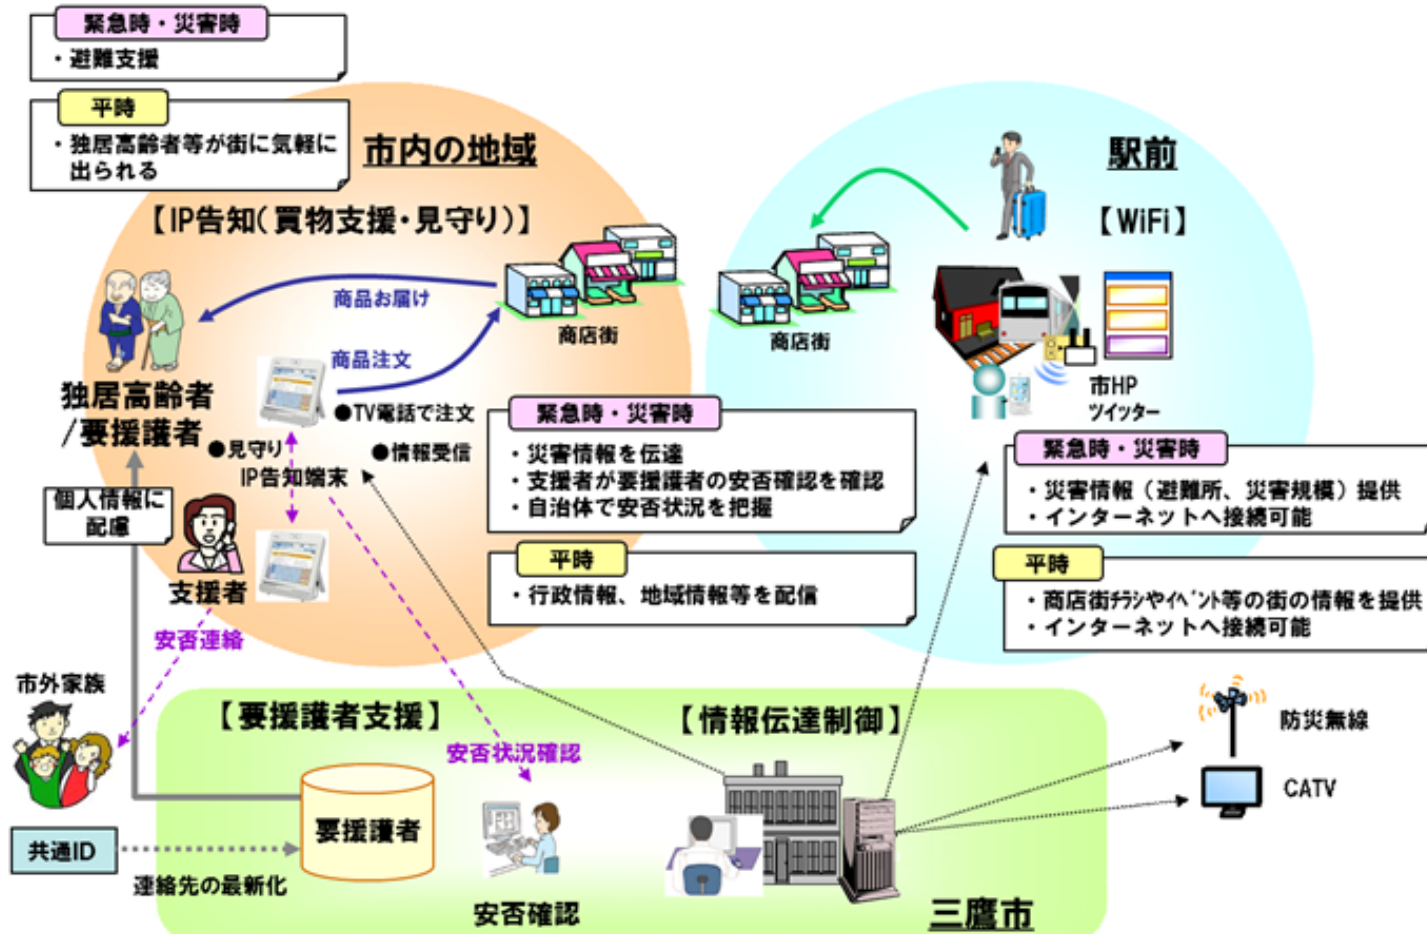 緊急時・災害時
・避難支援
平時
・独居高齢者等が街に気軽に
出られる
市内の地域
【IP告知(買物支援・見守り)】
商品お届け
商店街
商品注文
独居高齢者
/要援護者
●TV電話で注文
●見守り
●情報受信
IP告知端末
個人情報に
配慮
支援者
安否連絡
市外家族
緊急時・災害時
・災害情報を伝達
・支援者が要援護者の安否確認を確認
・自治体で安否状況を把握
平時
・行政情報、地域情報等を配信
駅前
【WiFi】
商店街
市HP
ツイッター
緊急時・災害時
・災害情報（避難所、災害規模）提供
・インターネットへ接続可能
平時
・商店街ﾁﾗｼやｲﾍﾞﾝﾄ等の街の情報を提供
・インターネットへ接続可能
【要援護者支援】
【情報伝達制御】
安否状況確認
要援護者
共通ID
連絡先の最新化
安否確認
三鷹市
防災無線
CATV